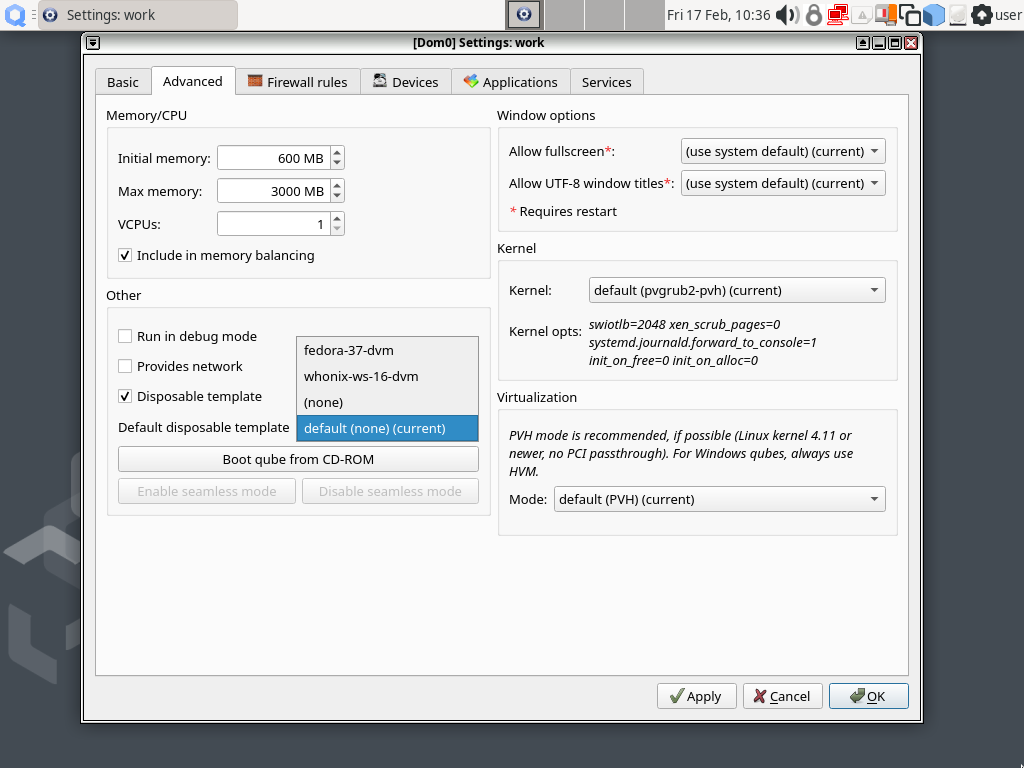 Settings: work
Fri 17 Feb, 10:36
user
[Dom0] Settings: work
Basic
Advanced
Firewall rules
Devices
Applications
Services
Memory/CPU
Initial memory: 600 MB
Max memory: 3000 MB
VCPUs: 1
Include in memory balancing
Other
Run in debug mode
Provides network
Disposable template
Default disposable template
fedora-37-dvm
whonix-ws-16-dvm
(none)
default (none) (current)
Boot qube from CD-ROM
Enable seamless mode
Disable seamless mode
Window options
Allow fullscreen*: (use system default) (current)
Allow UTF-8 window titles*: (use system default) (current)
* Requires restart
Kernel
Kernel: default (pvgrub2-pvh) (current)
Kernel opts: swiotlb=2048 xen_scrub_pages=0
systemd.journald.forward_to_console=1
init_on_free=0 init_on_alloc=0
Virtualization
PVH mode is recommended, if possible (Linux kernel 4.11 or
newer, no PCI passthrough). For Windows qubes, always use
HVM.
Mode: default (PVH) (current)
Apply
Cancel
OK